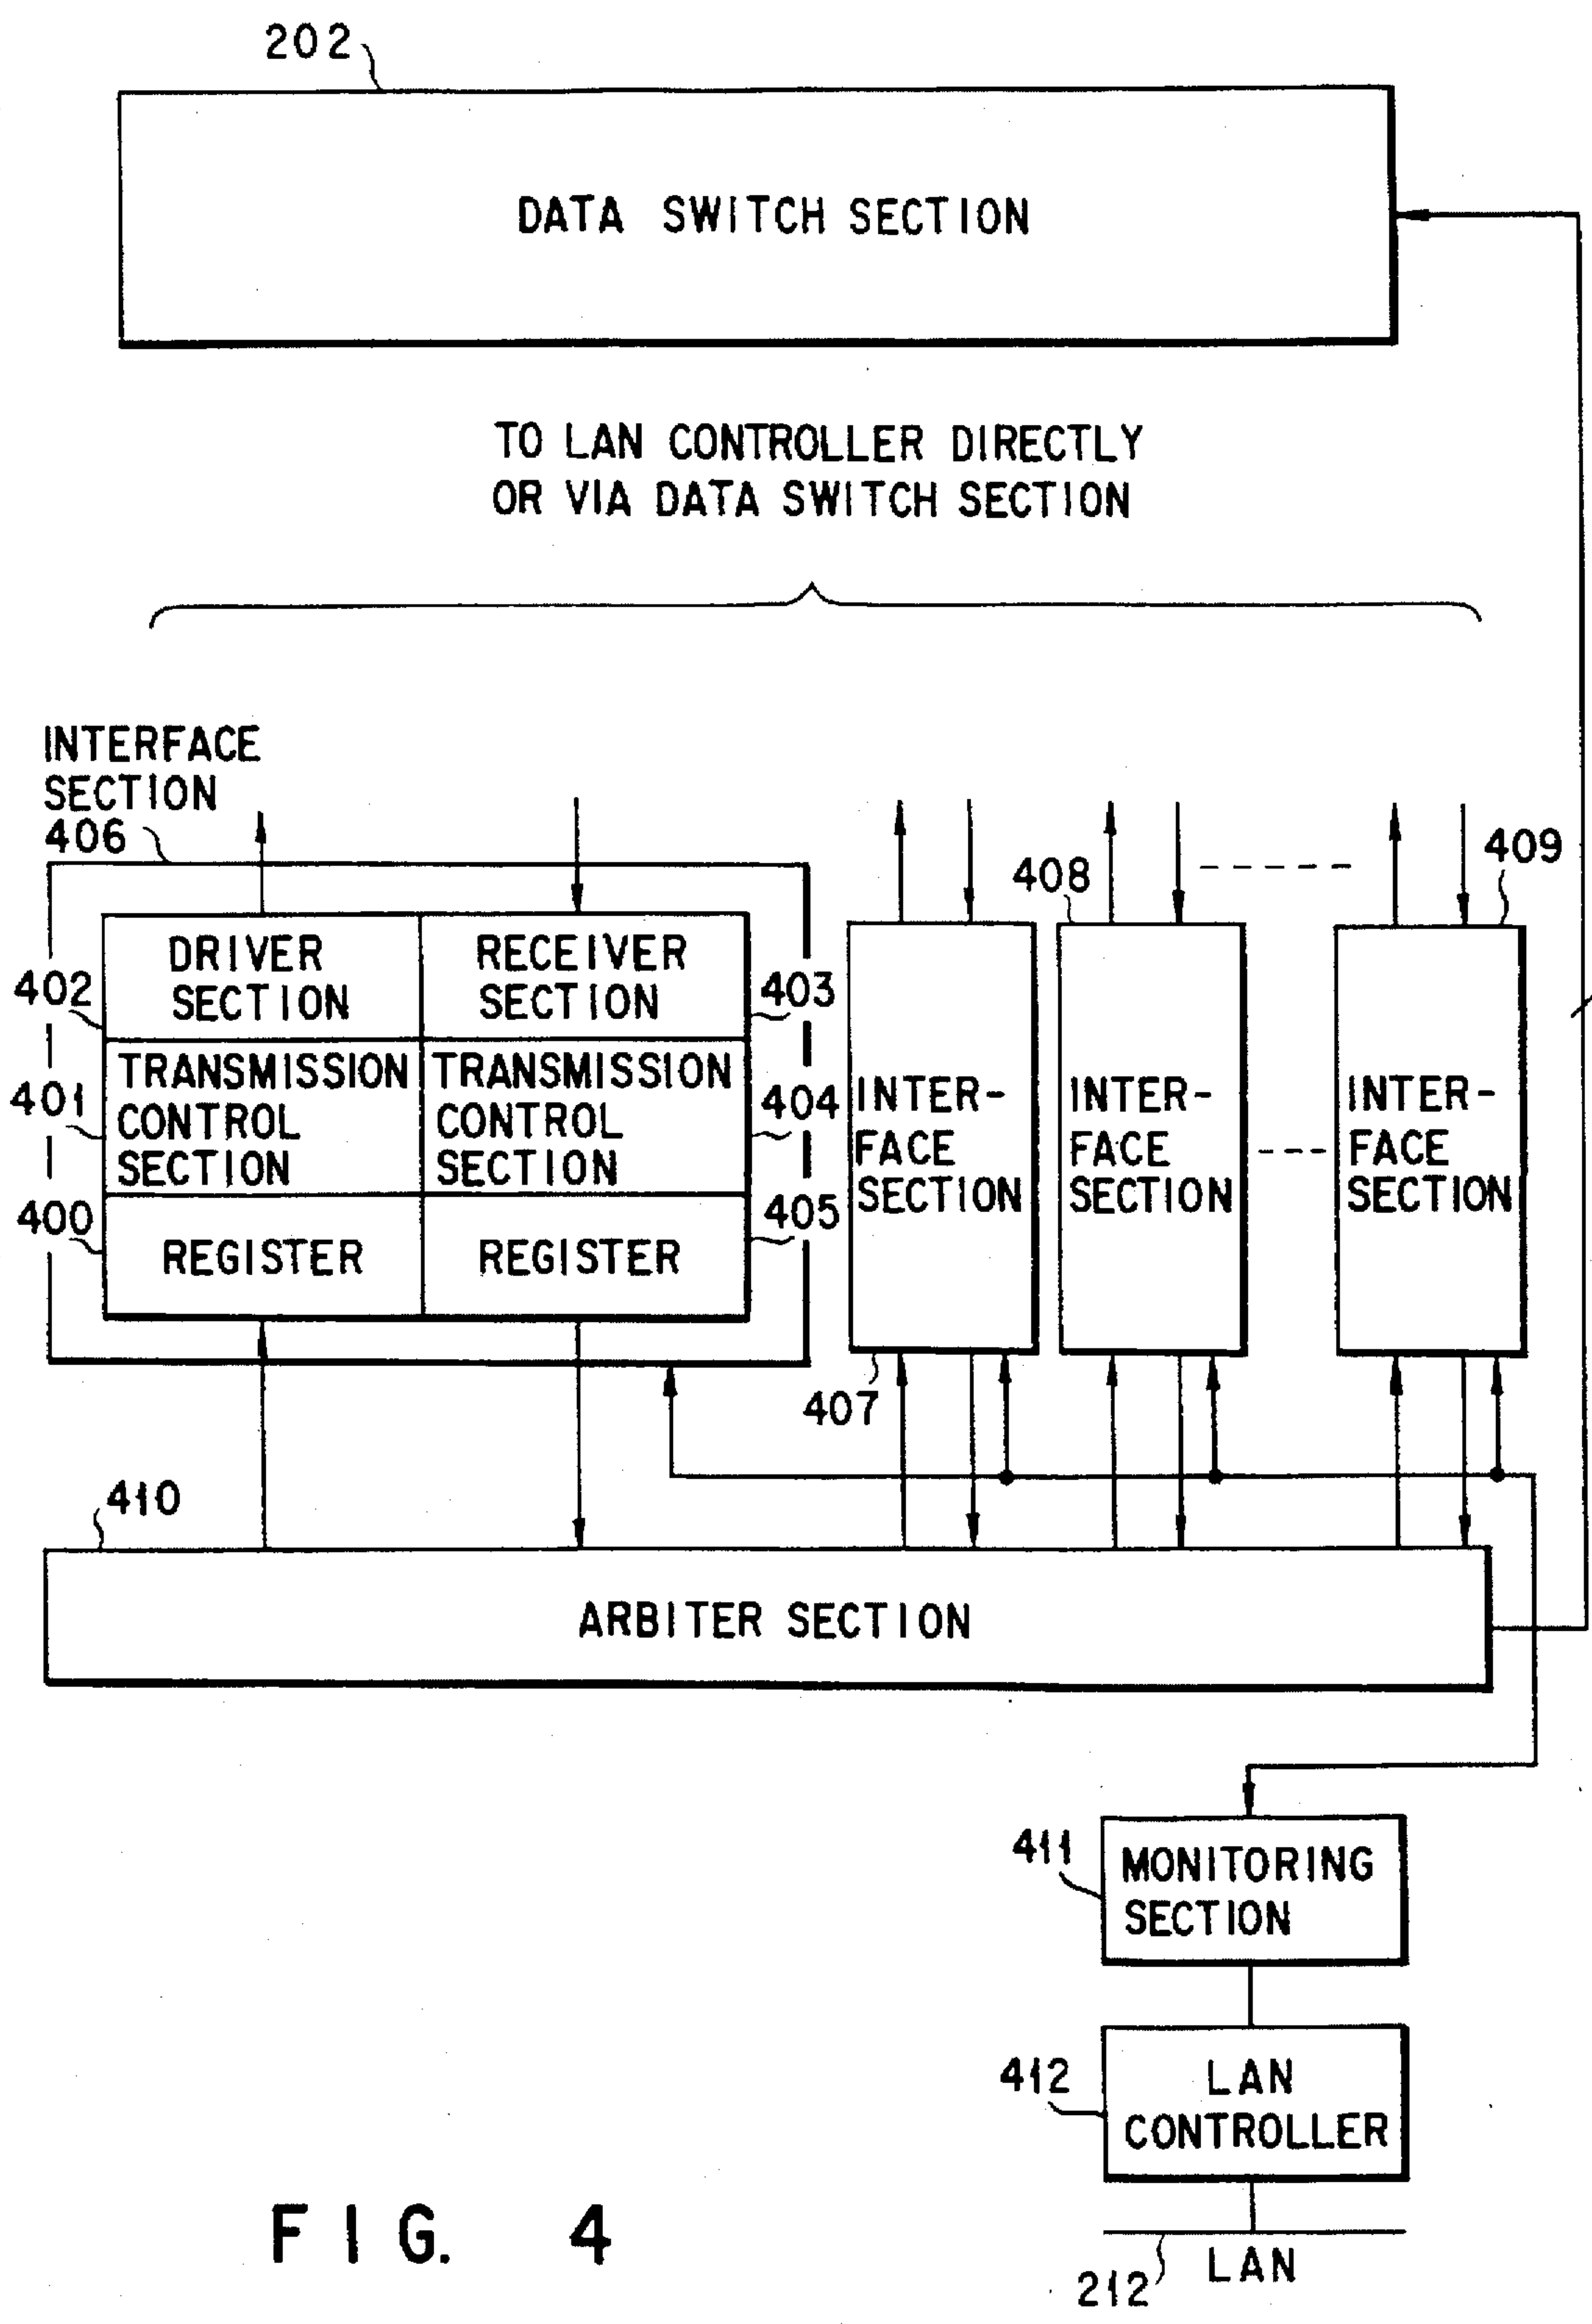 202
DATA SWITCH SECTION
TO LAN CONTROLLER DIRECTLY
OR VIA DATA SWITCH SECTION
INTERFACE
SECTION
406
408
409
DRIVER
SECTION
RECEIVER
SECTION
402
403
TRANSMISSION
CONTROL
SECTION
TRANSMISSION
CONTROL
SECTION
401
404
INTER-
FACE
SECTION
INTER-
FACE
SECTION
INTER-
FACE
SECTION
400
REGISTER
REGISTER
405
407
410
ARBITER SECTION
411
MONITORING
SECTION
412
LAN
CONTROLLER
LAN
212
FIG. 4